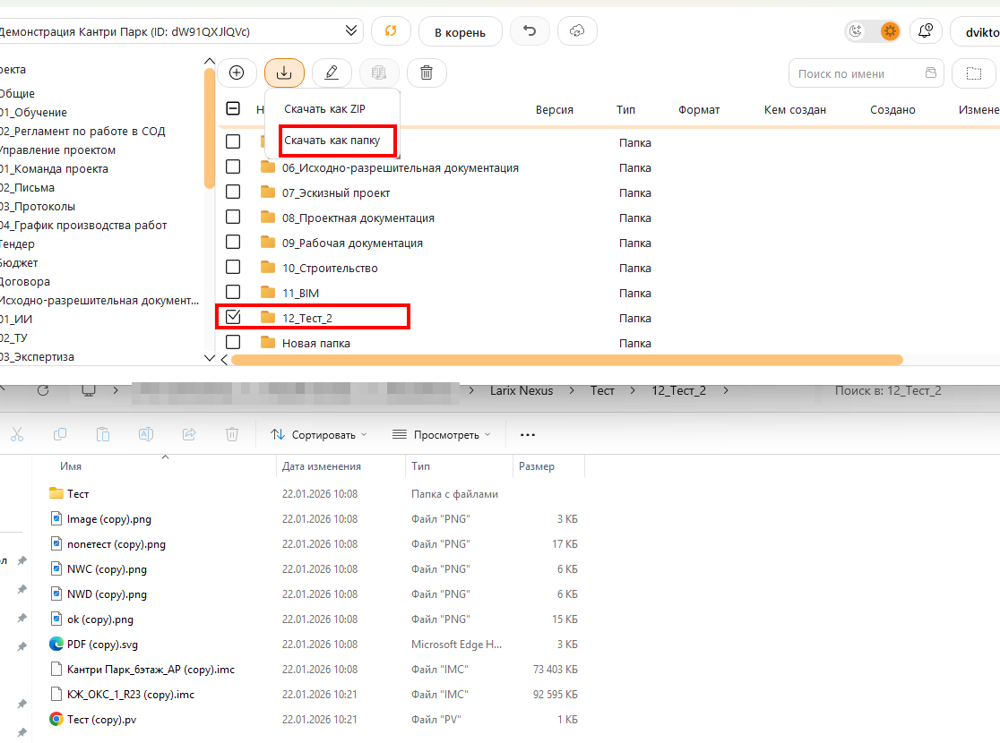 Демонстрация Кантри Парк (ID: dW91QXJlQVc)
В корень
dvikto
оекта
Общие
01_Обучение
02_Регламент по работе в СОД
Управление проектом
01_Команда проекта
02_Письма
03_Протоколы
04_График производства работ
Тендер
Бюджет
Договора
Исходно-разрешительная документ...
01_ИИ
02_ТУ
03_Экспертиза
Поиск по имени
Скачать как ZIP
Скачать как папку
Н
Версия
Тип
Формат
Кем создан
Создано
Измене
Папка
06_Исходно-разрешительная документация
Папка
07_Эскизный проект
Папка
08_Проектная документация
Папка
09_Рабочая документация
Папка
10_Строительство
Папка
11_BIM
Папка
12_Тест_2
Папка
Новая папка
Папка
Larix Nexus
Тест
12_Тест_2
Поиск в: 12_Тест_2
Сортировать
Просмотреть
Имя
Дата изменения
Тип
Размер
Тест 22.01.2026 10:08 Папка с файлами
Image (copy).png 22.01.2026 10:08 Файл "PNG" 3 КБ
noneтест (copy).png 22.01.2026 10:08 Файл "PNG" 17 КБ
NWC (copy).png 22.01.2026 10:08 Файл "PNG" 6 КБ
NWD (copy).png 22.01.2026 10:08 Файл "PNG" 6 КБ
ok (copy).png 22.01.2026 10:08 Файл "PNG" 15 КБ
PDF (copy).svg 22.01.2026 10:08 Microsoft Edge H... 3 КБ
Кантри Парк_6этаж_АР (copy).imc 22.01.2026 10:08 Файл "IMC" 73 403 КБ
КЖ_ОКС_1_R23 (copy).imc 22.01.2026 10:21 Файл "IMC" 92 595 КБ
Тест (copy).pv 22.01.2026 10:21 Файл "PV" 1 КБ
ол